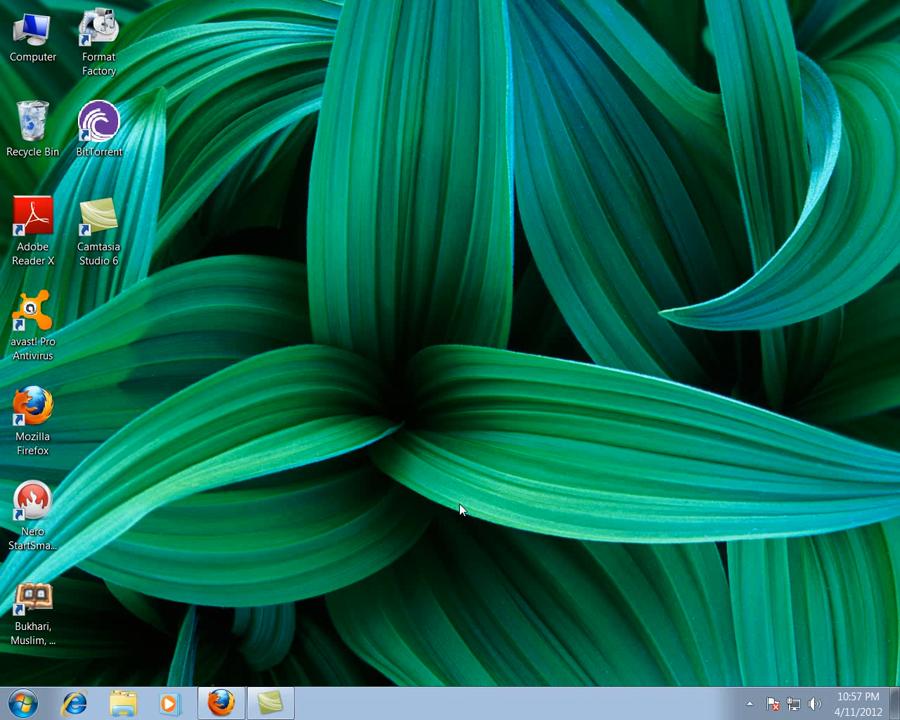 Computer
Format
Factory
Recycle Bin
BitTorrent
Adobe
Reader X
Camtasia
Studio 6
avast! Pro
Antivirus
Mozilla
Firefox
Nero
StartSma...
Bukhari,
Muslim, ...
10:57 PM
4/11/2012